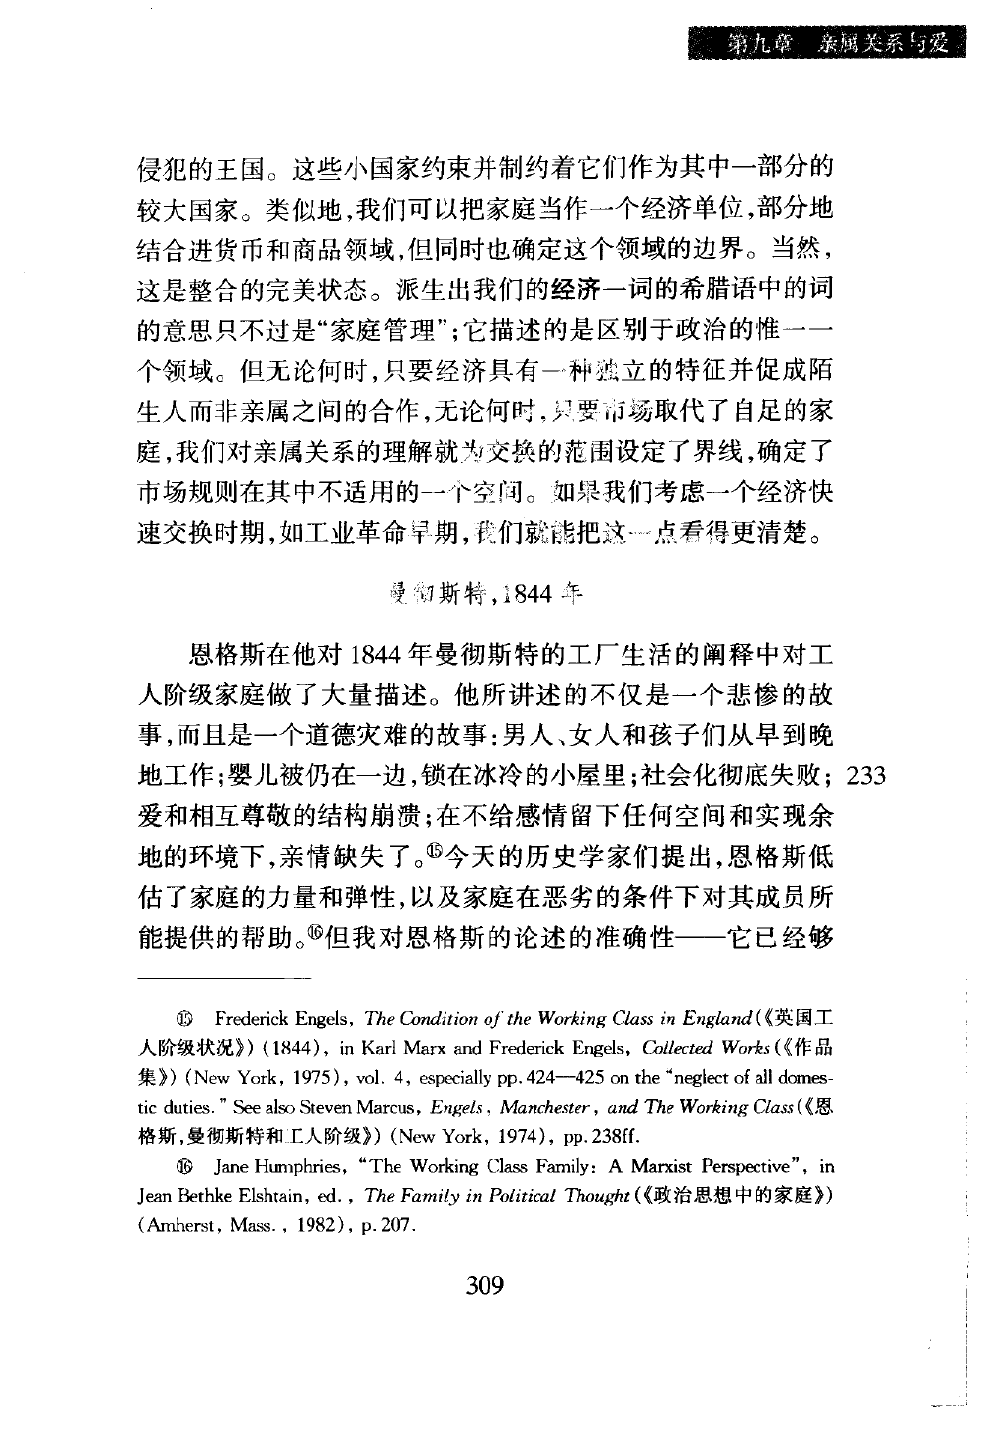 第九章 亲属关系与爱
侵犯的王国。这些小国家约束并制约着它们作为其中一部分的
较大国家。类似地,我们可以把家庭当作一个经济单位,部分地
结合进货币和商品领域,但同时也确定这个领域的边界。当然,
这是整合的完美状态。派生出我们的经济一词的希腊语中的词
的意思只不过是“家庭管理”;它描述的是区别于政治的惟一一
个领域。但无论何时,只要经济具有一种独立的特征并促成陌
生人而非亲属之间的合作,无论何时,只要市场取代了自足的家
庭,我们对亲属关系的理解就为交换的范围设定了界线,确定了
市场规则在其中不适用的一个空间。如果我们考虑一个经济快
速交换时期,如工业革命早期,我们就能把这一点看得更清楚。
曼彻斯特,1844 年
恩格斯在他对 1844 年曼彻斯特的工厂生活的阐释中对工
人阶级家庭做了大量描述。他所讲述的不仅是一个悲惨的故
事,而且是一个道德灾难的故事:男人、女人和孩子们从早到晚
地工作;婴儿被仍在一边,锁在冰冷的小屋里;社会化彻底失败; 233
爱和相互尊敬的结构崩溃;在不给感情留下任何空间和实现余
地的环境下,亲情缺失了。⑮今天的历史学家们提出,恩格斯低
估了家庭的力量和弹性,以及家庭在恶劣的条件下对其成员所
能提供的帮助。⑯但我对恩格斯的论述的准确性——它已经够
⑮ Frederick Engels, The Condition of the Working Class in England(《英国工
人阶级状况》) (1844), in Karl Marx and Frederick Engels, Collected Works (《作品
集》) (New York, 1975), vol. 4, especially pp. 424—425 on the “neglect of all domes-
tic duties.” See also Steven Marcus, Engels, Manchester, and The Working Class (《恩
格斯,曼彻斯特和工人阶级》) (New York, 1974), pp. 238ff.
⑯ Jane Humphries, “The Working Class Family: A Marxist Perspective”, in
Jean Bethke Elshtain, ed., The Family in Political Thought (《政治思想中的家庭》)
(Amherst, Mass., 1982), p. 207.
309